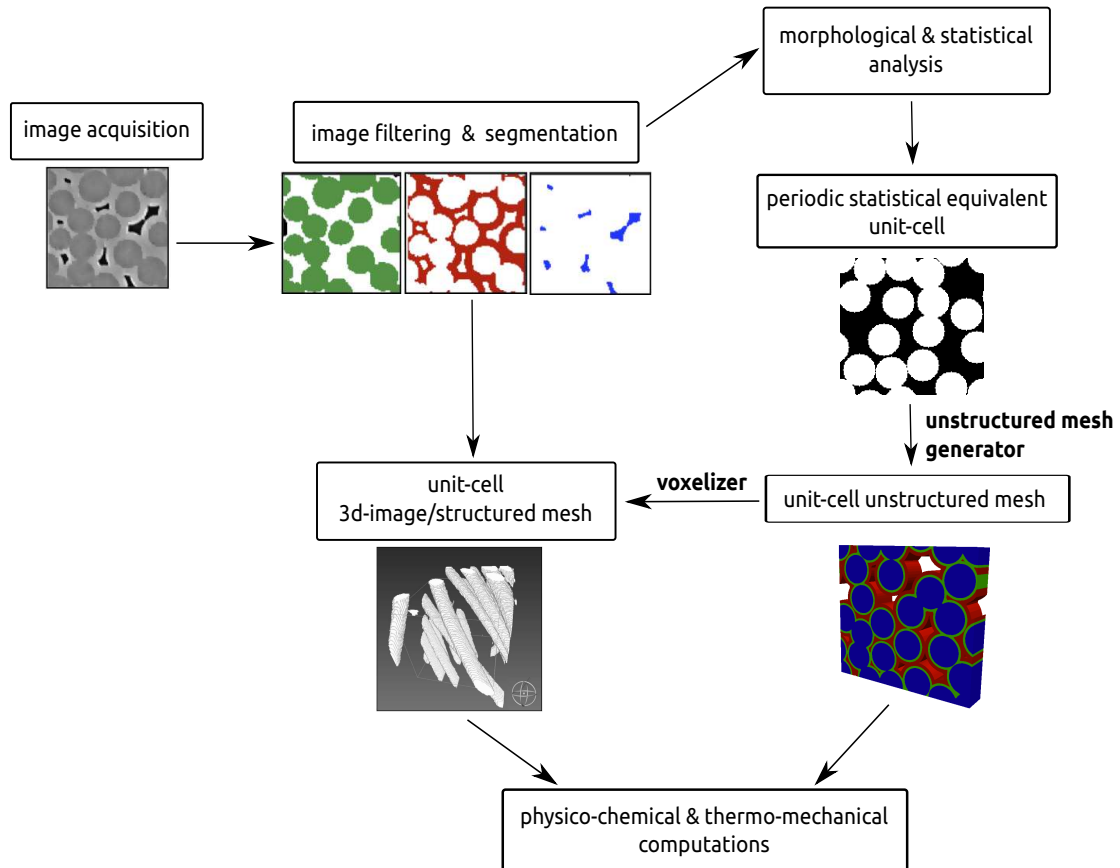 morphological & statistical
analysis
image acquisition
image filtering & segmentation
periodic statistical equivalent
unit-cell
unstructured mesh
generator
unit-cell
3d-image/structured mesh
voxelizer
unit-cell unstructured mesh
physico-chemical & thermo-mechanical
computations